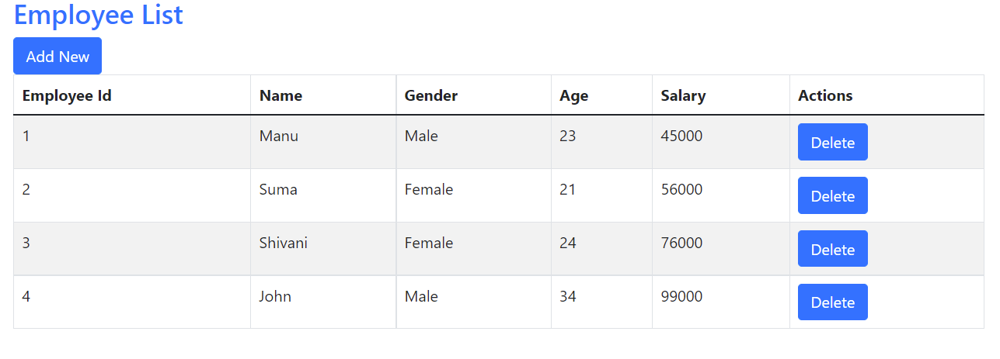 Employee List
Add New
Employee Id Name Gender Age Salary Actions
1 Manu Male 23 45000 Delete
2 Suma Female 21 56000 Delete
3 Shivani Female 24 76000 Delete
4 John Male 34 99000 Delete